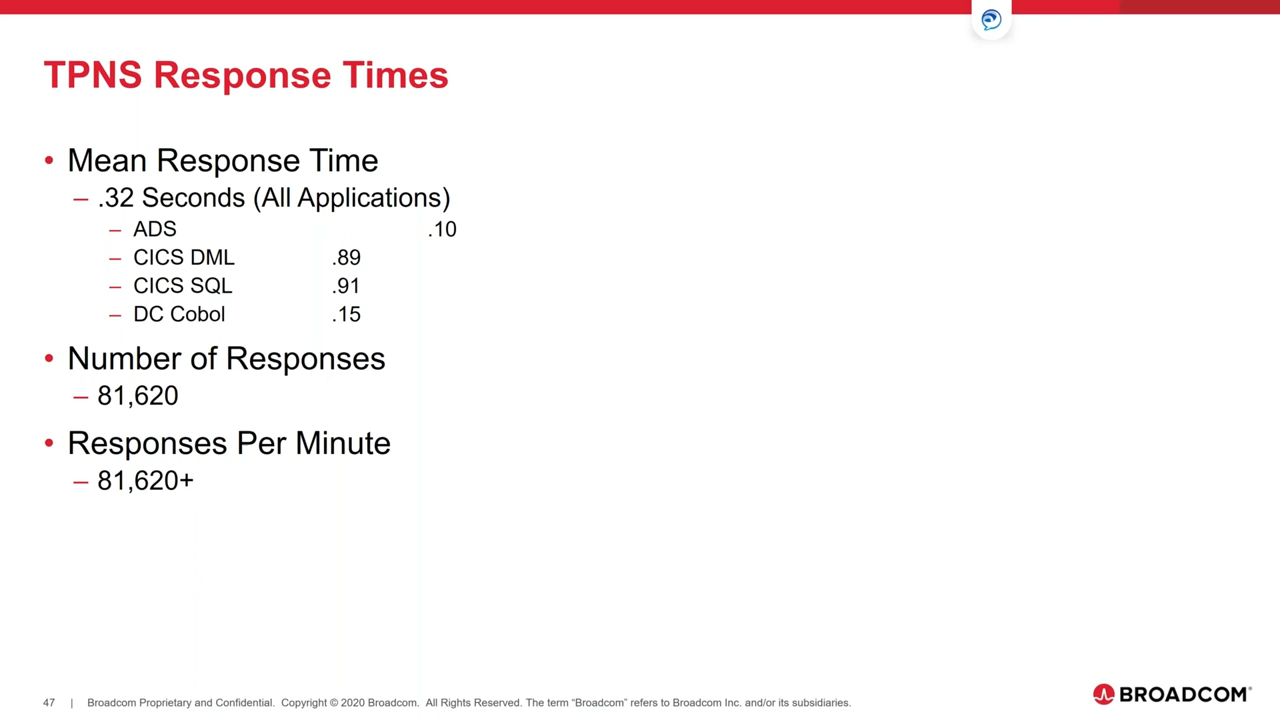 TPNS Response Times
• Mean Response Time
– .32 Seconds (All Applications)
– ADS .10
– CICS DML .89
– CICS SQL .91
– DC Cobol .15
• Number of Responses
– 81,620
• Responses Per Minute
– 81,620+
47 | Broadcom Proprietary and Confidential. Copyright © 2020 Broadcom. All Rights Reserved. The term “Broadcom” refers to Broadcom Inc. and/or its subsidiaries.
BROADCOM®